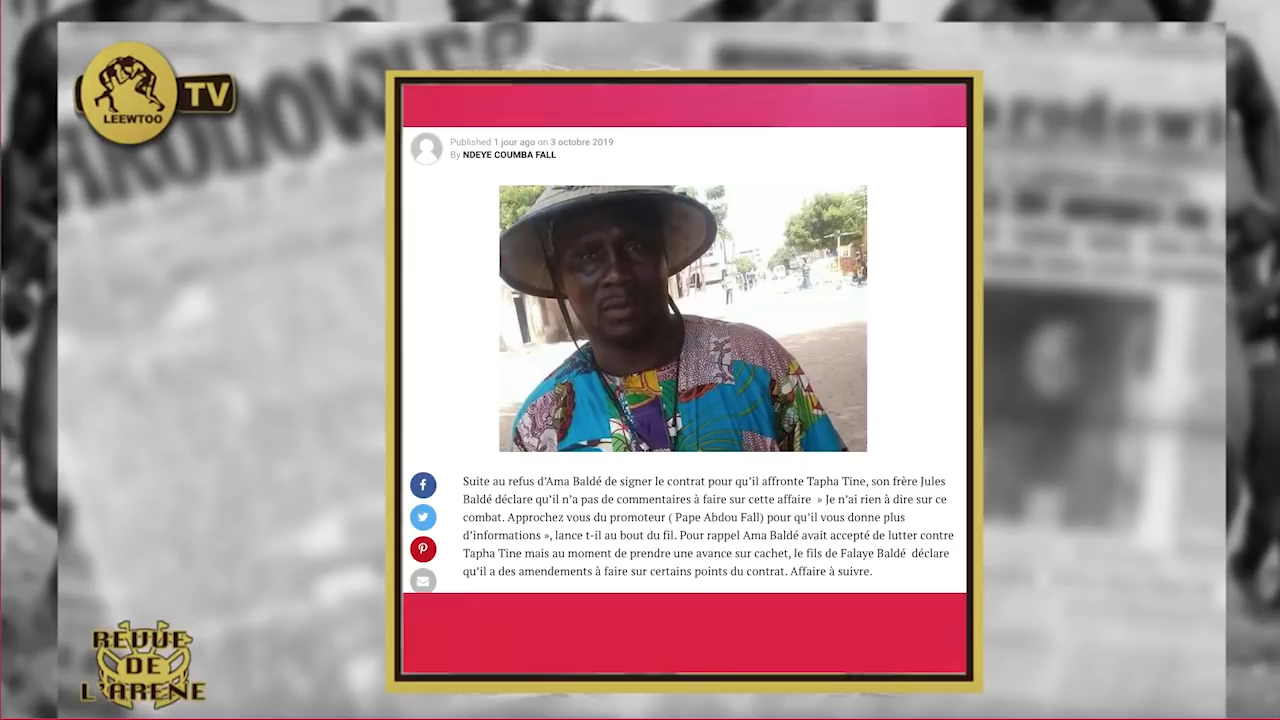 LEEWTOO
TV
Published 1 jour ago on 3 octobre 2019
By NDEYE COUMBA FALL
Suite au refus d'Ama Baldé de signer le contrat pour qu'il affronte Tapha Tine, son frère Jules
Baldé déclare qu'il n'a pas de commentaires à faire sur cette affaire  » Je n'ai rien à dire sur ce
combat. Approchez vous du promoteur ( Pape Abdou Fall) pour qu'il vous donne plus
d'informations », lance t-il au bout du fil. Pour rappel Ama Baldé avait accepté de lutter contre
Tapha Tine mais au moment de prendre une avance sur cachet, le fils de Falaye Baldé  déclare
qu'il a des amendements à faire sur certains points du contrat. Affaire à suivre.
REVUE
DE
L'ARENE